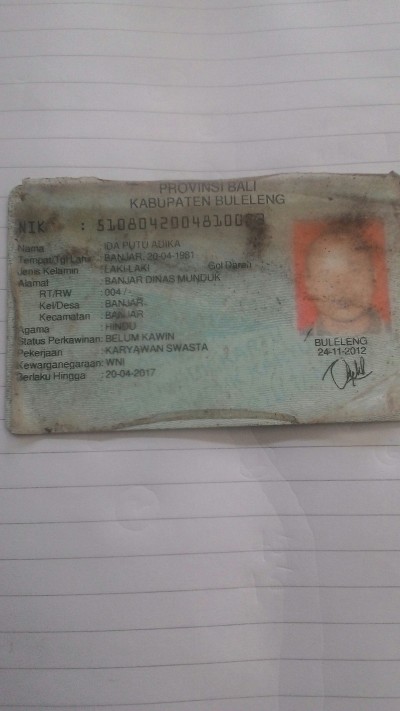 PROVINSI BALI
KABUPATEN BULELENG
NIK :
Nama : IDA PUTU ADIKA
Tempat/Tgl Lahir : BANJAR, 20-04-1981
Jenis Kelamin : LAKI-LAKI Gol Darah
Alamat : BANJAR DINAS MUNDUK
RT/RW : 004 / -
Kel/Desa : BANJAR.
Kecamatan : BANJAR
Agama : HINDU
Status Perkawinan: BELUM KAWIN
Pekerjaan : KARYAWAN SWASTA
Kewarganegaraan: WNI
Berlaku Hingga : 20-04-2017
BULELENG
24-11-2012